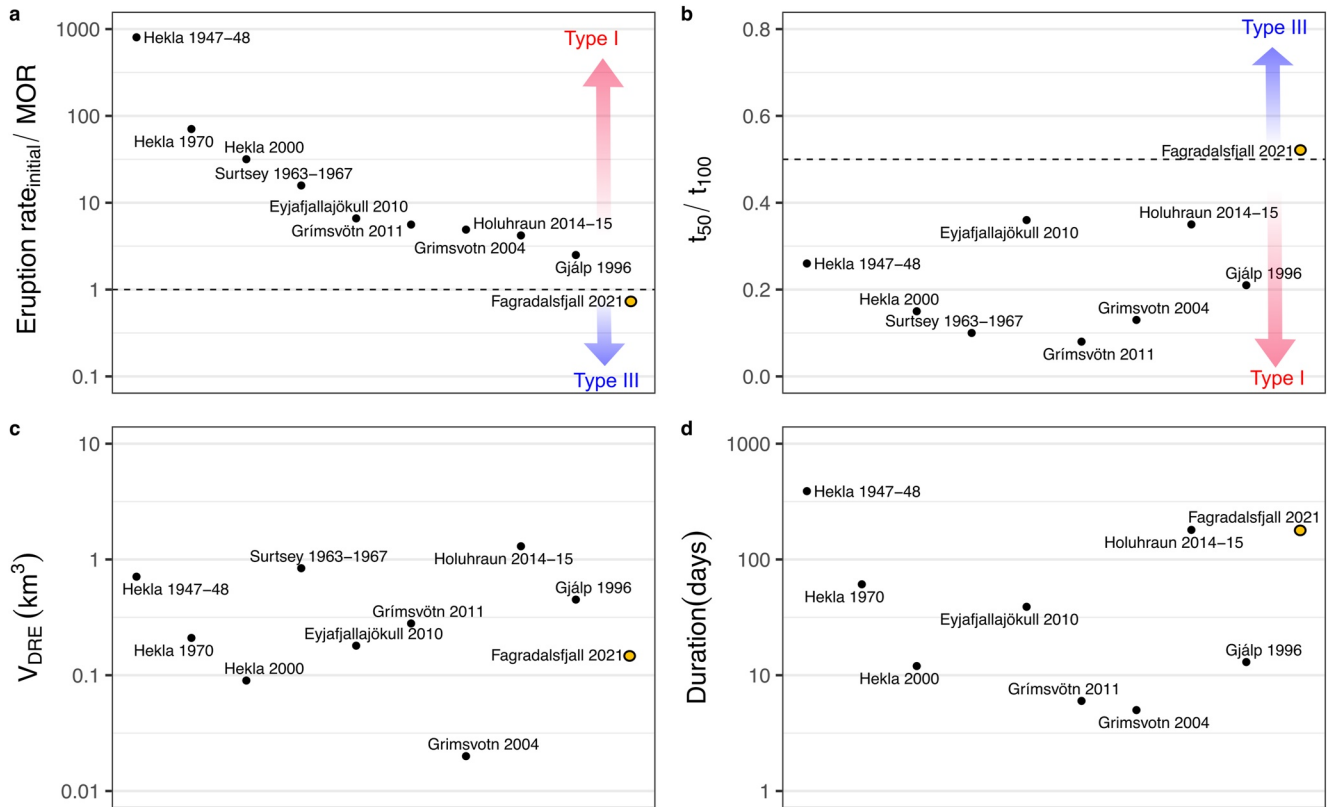 a
1000
100
10
1
0.1
Eruption rate initial / MOR
Hekla 1947–48
Hekla 1970
Hekla 2000
Surtsey 1963–1967
Eyjafjallajökull 2010
Grímsvötn 2011
Holuhraun 2014–15
Grimsvotn 2004
Gjálp 1996
Fagradalsfjall 2021
Type I
Type III
b
0.8
0.6
0.4
0.2
0.0
t50 / t100
Type III
Fagradalsfjall 2021
Holuhraun 2014–15
Eyjafjallajökull 2010
Hekla 1947–48
Gjálp 1996
Hekla 2000
Surtsey 1963–1967
Grimsvotn 2004
Grímsvötn 2011
Type I
c
10
1
0.1
0.01
VDRE (km3)
Surtsey 1963–1967
Holuhraun 2014–15
Hekla 1947–48
Gjálp 1996
Grímsvötn 2011
Eyjafjallajökull 2010
Hekla 1970
Fagradalsfjall 2021
Hekla 2000
Grimsvotn 2004
d
1000
100
10
1
Duration(days)
Hekla 1947–48
Fagradalsfjall 2021
Holuhraun 2014–15
Hekla 1970
Eyjafjallajökull 2010
Gjálp 1996
Hekla 2000
Grímsvötn 2011
Grimsvotn 2004